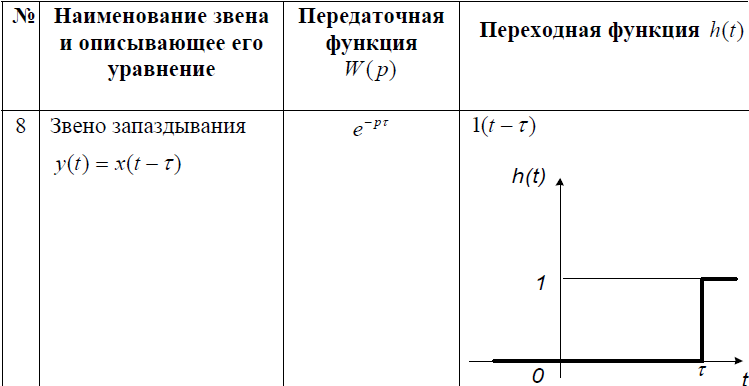 №
Наименование звена
и описывающее его
уравнение
Передаточная
функция
W(p)
Переходная функция h(t)
8
Звено запаздывания
y(t) = x(t − τ)
e^{−pτ}
1(t − τ)
h(t)
1
0
τ
t